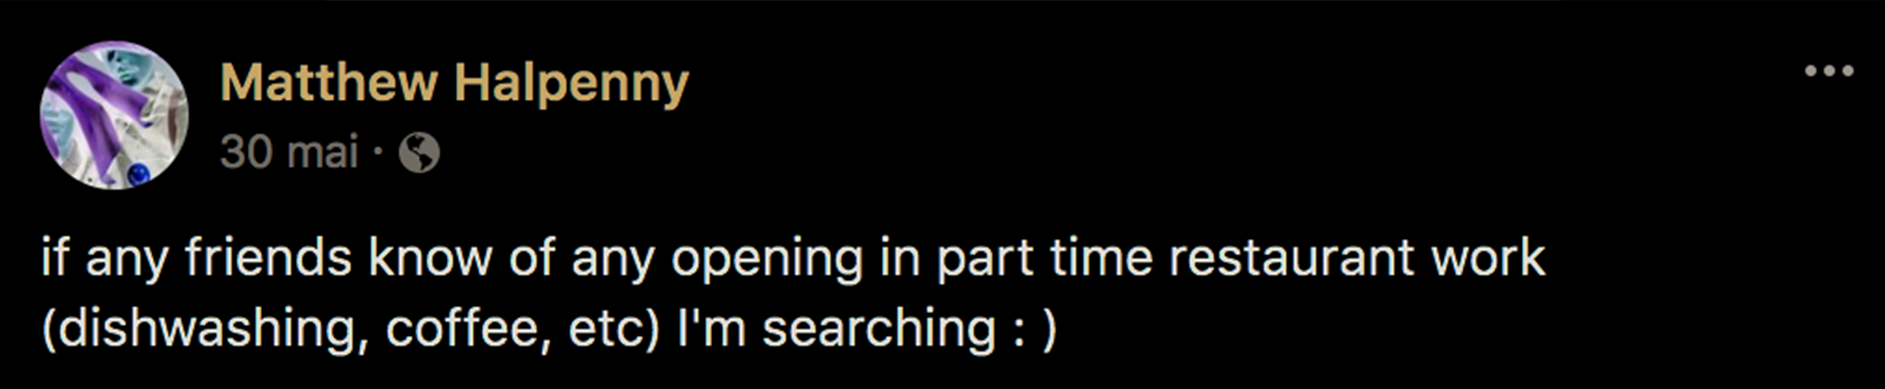 Matthew Halpenny
30 mai ·
if any friends know of any opening in part time restaurant work
(dishwashing, coffee, etc) I'm searching : )